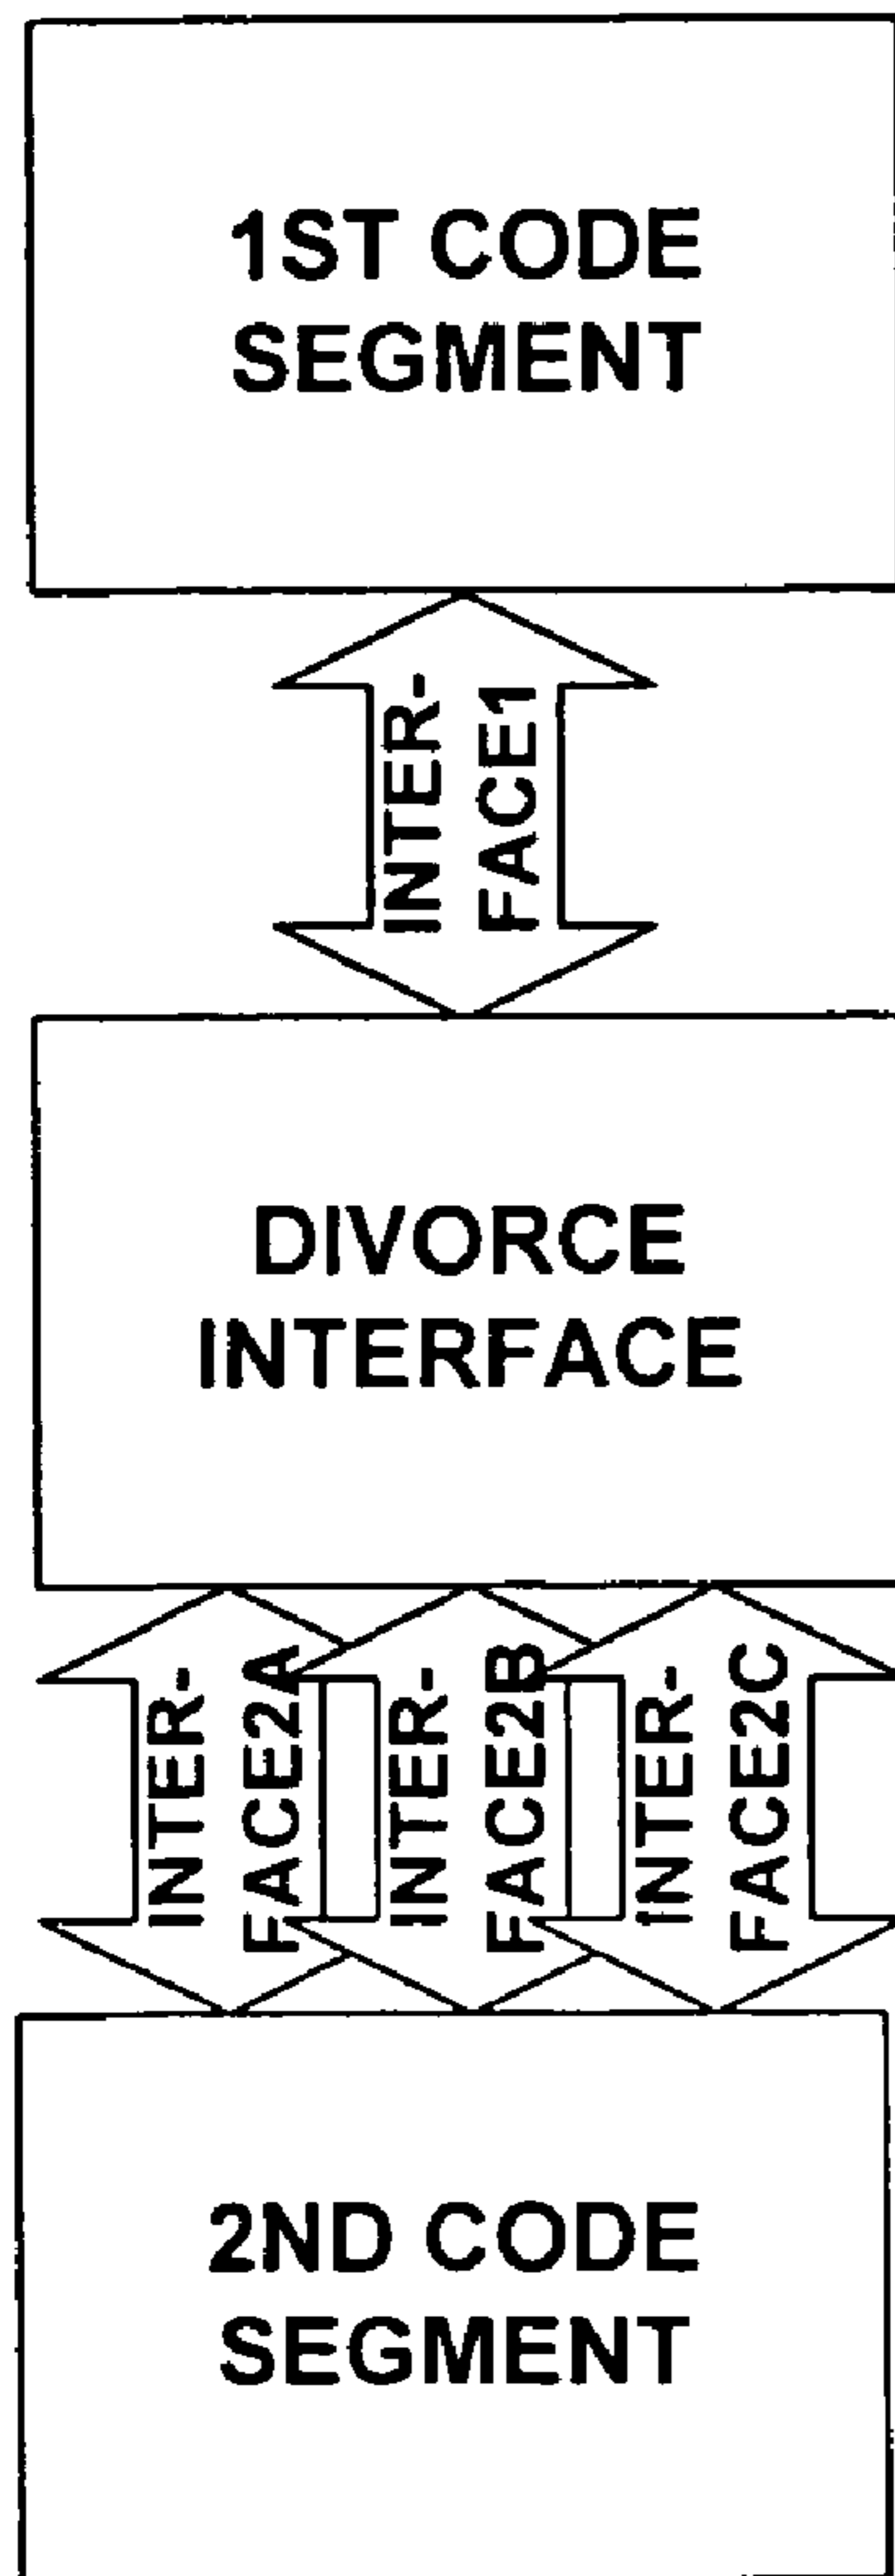 1ST CODE
SEGMENT
INTER-
FACE1
DIVORCE
INTERFACE
INTER-
FACE2A
INTER-
FACE2B
INTER-
FACE2C
2ND CODE
SEGMENT